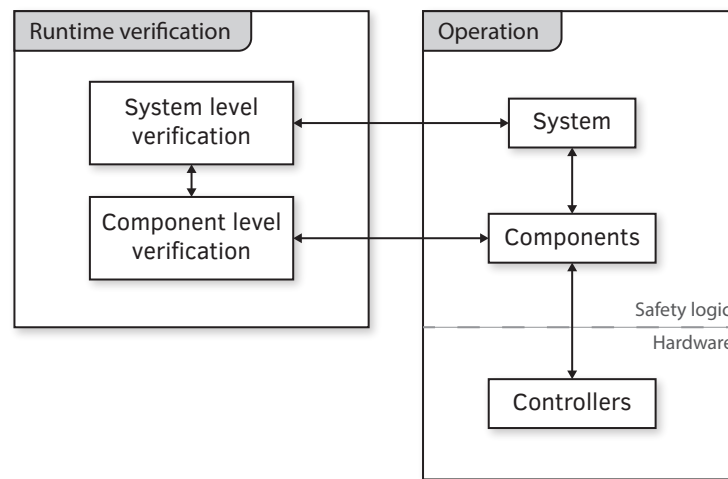 Runtime verification
System level
verification
Component level
verification
Operation
System
Components
Safety logic
Hardware
Controllers